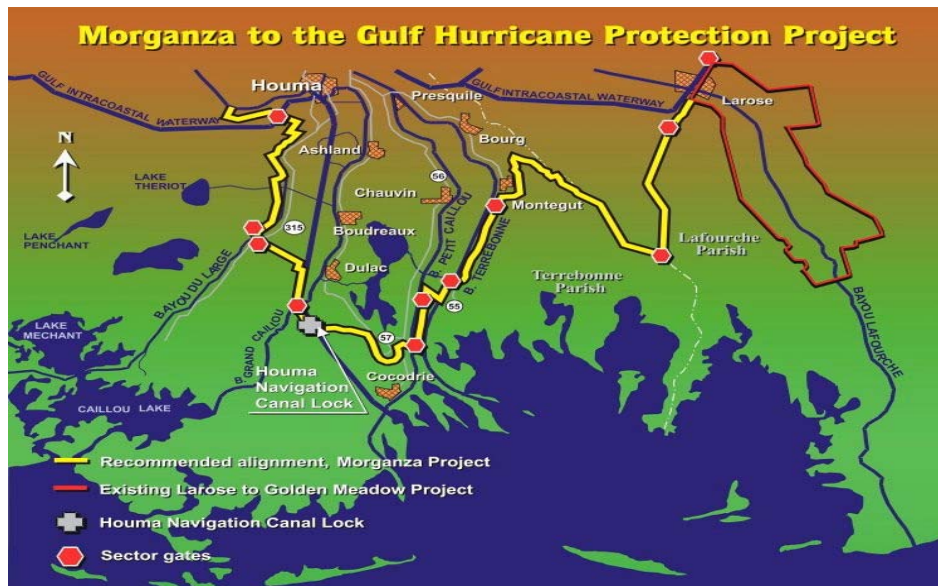 Morganza to the Gulf Hurricane Protection Project
GULF INTRACOASTAL WATERWAY
Houma
Presquile
GULF INTRACOASTAL WATERWAY
Larose
N
Ashland
Bourg
LAKE
THERIOT
Chauvin
56
Montegut
LAKE
PENCHANT
315
Boudreaux
B. PETIT CAILLOU
B. TERREBONNE
Lafourche
Parish
Dulac
Terrebonne
Parish
BAYOU DU LARGE
55
LAKE
MECHANT
57
B. GRAND CAILLOU
Houma
Navigation
Canal Lock
Cocodrie
BAYOU LAFOURCHE
CAILLOU LAKE
Recommended alignment, Morganza Project
Existing Larose to Golden Meadow Project
Houma Navigation Canal Lock
Sector gates